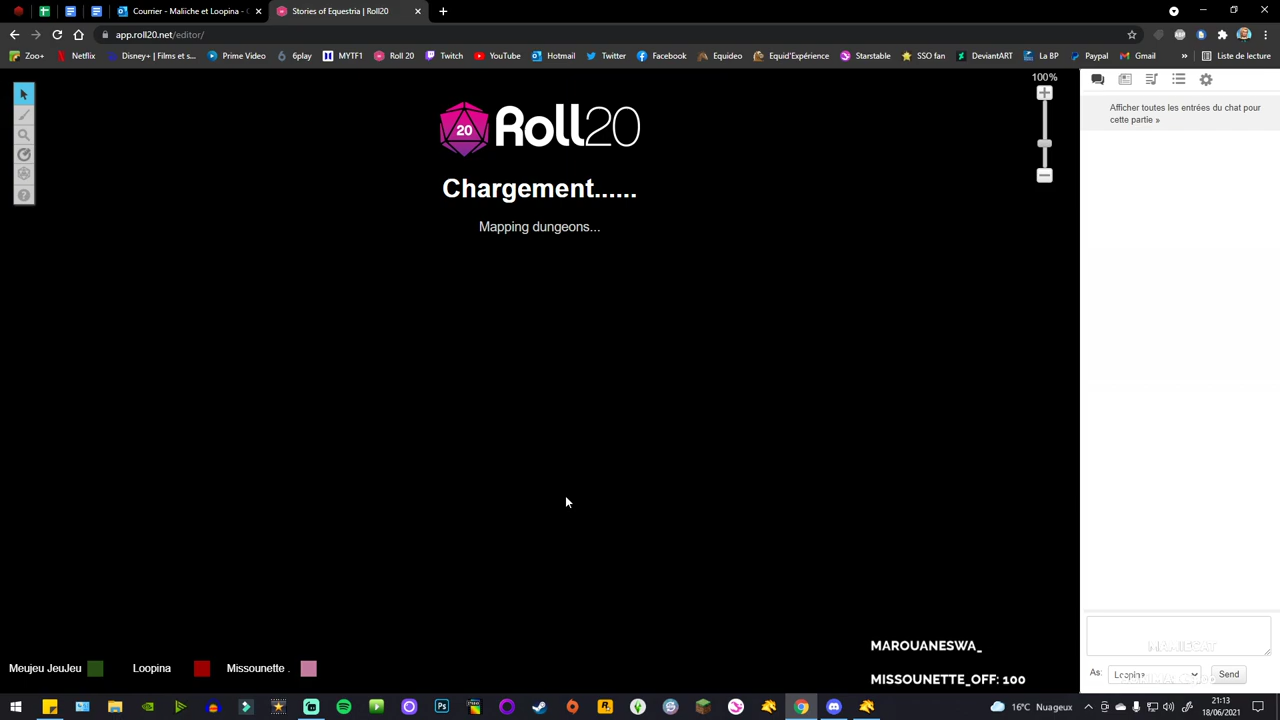 Courrier - Maliiche et Loopina - C
Stories of Equestria | Roll20
app.roll20.net/editor/
Zoo+
Netflix
Disney+ | Films et s...
Prime Video
6play
MYTF1
Roll 20
Twitch
YouTube
Hotmail
Twitter
Facebook
Equideo
Equid'Expérience
Starstable
SSO fan
DeviantART
La BP
Paypal
Gmail
»
Liste de lecture
100%
20 Roll20
Chargement......
Mapping dungeons...
Afficher toutes les entrées du chat pour
cette partie »
Meujeu JeuJeu
Loopina
Missounette .
MAROUANESWA_
MISSOUNETTE_OFF: 100
As:
Loopina
Send
16°C Nuageux
21:13
18/06/2021